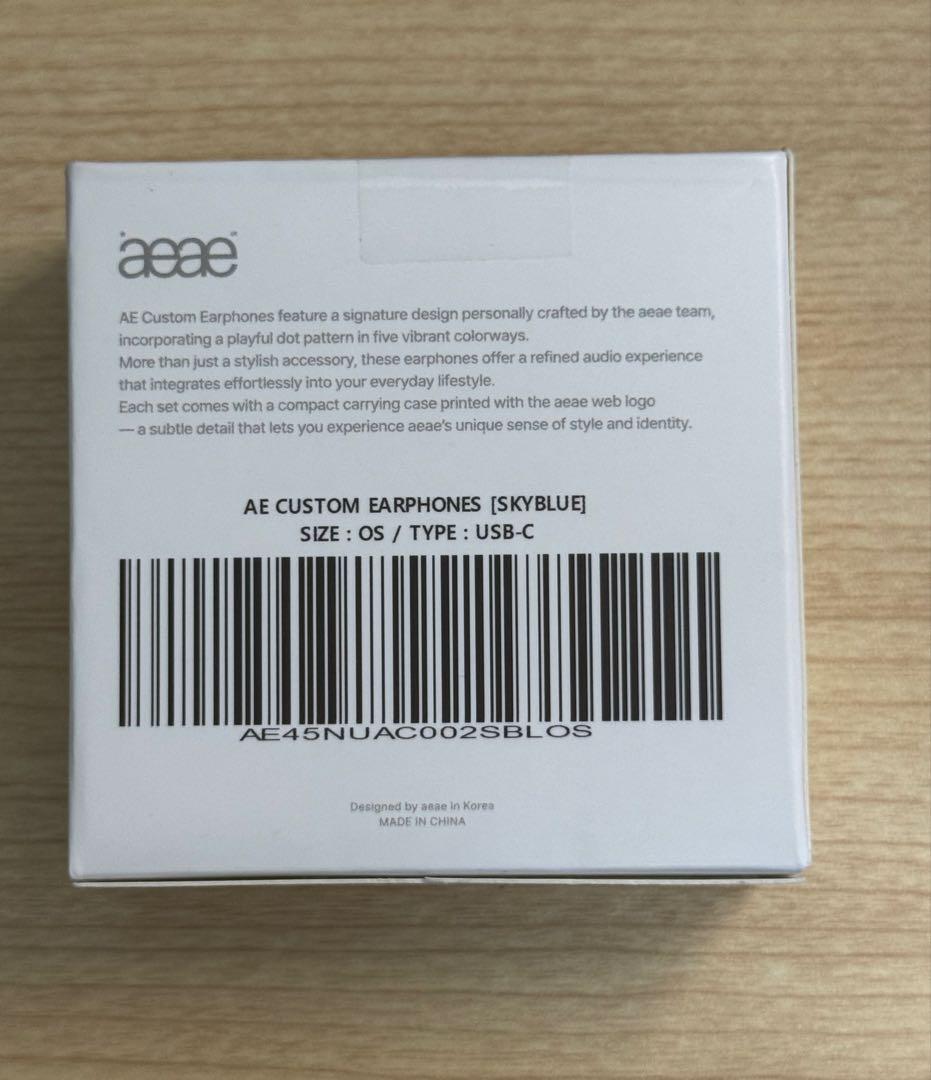 aeae
AE Custom Earphones feature a signature design personally crafted by the aeae team,
incorporating a playful dot pattern in five vibrant colorways.
More than just a stylish accessory, these earphones offer a refined audio experience
that integrates effortlessly into your everyday lifestyle.
Each set comes with a compact carrying case printed with the aeae web logo
— a subtle detail that lets you experience aeae's unique sense of style and identity.
AE CUSTOM EARPHONES [SKYBLUE]
SIZE : OS / TYPE : USB-C
AE45NUAC002SBLOS
Designed by aeae in Korea
MADE IN CHINA